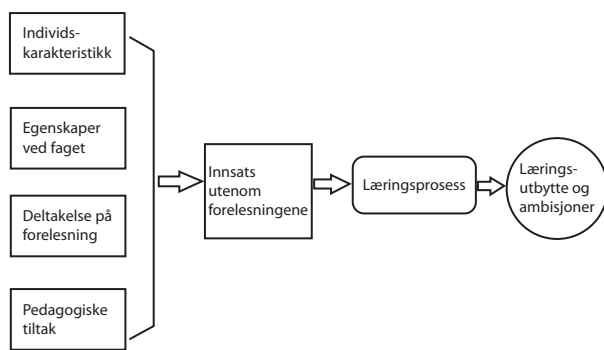 Individs-
karakteristikk
Egenskaper
ved faget
Deltakelse på
forelesning
Pedagogiske
tiltak
Innsats
utenom
forelesningene
Læringsprosess
Lærings-
utbytte og
ambisjoner